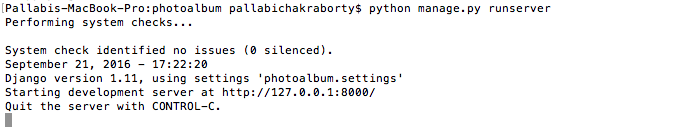 [Pallabis-MacBook-Pro:photoalbum pallabichakraborty$ python manage.py runserver
Performing system checks...
System check identified no issues (0 silenced).
September 21, 2016 - 17:22:20
Django version 1.11, using settings 'photoalbum.settings'
Starting development server at http://127.0.0.1:8000/
Quit the server with CONTROL-C.